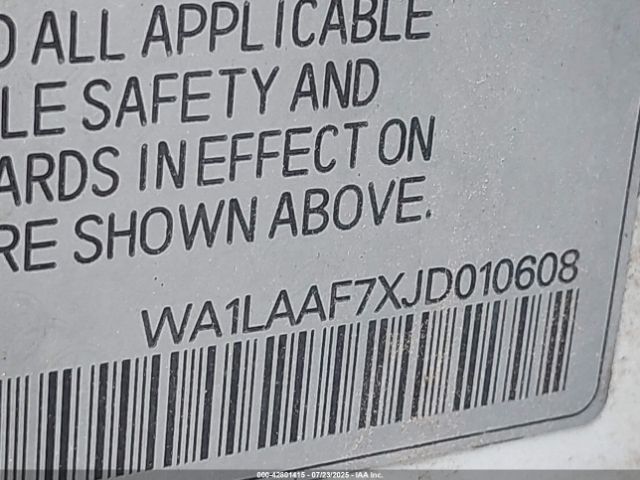 O ALL APPLICABLE
LE SAFETY AND
ARDS IN EFFECT ON
RE SHOWN ABOVE.
WA1LAAF7XJD010608
000-42801415 - 07/23/2025 - IAA Inc.